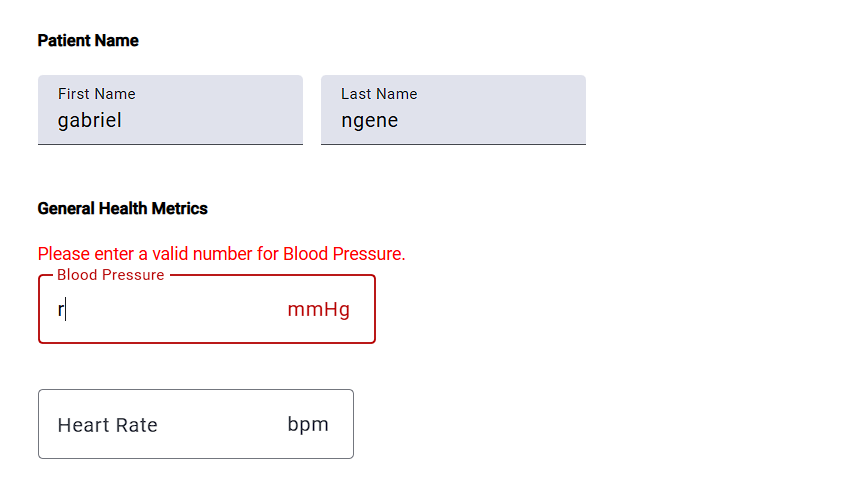 Patient Name
First Name Last Name
gabriel ngene
General Health Metrics
Please enter a valid number for Blood Pressure.
Blood Pressure
r mmHg
Heart Rate bpm